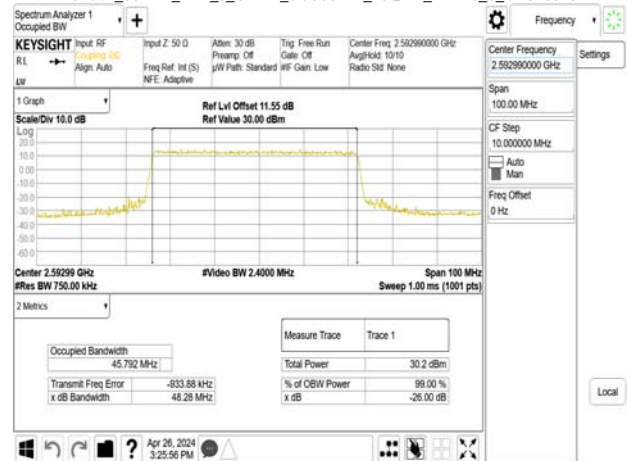 Spectrum Analyzer 1
Occupied BW
Frequency
KEYSIGHT
RL
Input: RF
Coupling: DC
Align: Auto
Input Z: 50 Ω
Freq Ref: Int (S)
NFE: Adaptive
Atten: 30 dB
Preamp: Off
µW Path: Standard
Trig: Free Run
Gate: Off
#IF Gain: Low
Center Freq: 2.592990000 GHz
Avg|Hold: 10/10
Radio Std: None
Center Frequency
2.592990000 GHz
Settings
Span
100.00 MHz
CF Step
10.000000 MHz
Auto
Man
Freq Offset
0 Hz
Local
1 Graph
Scale/Div 10.0 dB
Ref Lvl Offset 11.55 dB
Ref Value 30.00 dBm
Log
20.0
10.0
0.00
-10.0
-20.0
-30.0
-40.0
-50.0
-60.0
Center 2.59299 GHz
#Res BW 750.00 kHz
#Video BW 2.4000 MHz
Span 100 MHz
Sweep 1.00 ms (1001 pts)
2 Metrics
Measure Trace
Trace 1
Occupied Bandwidth
45.792 MHz
Total Power
30.2 dBm
Transmit Freq Error
-933.88 kHz
% of OBW Power
99.00 %
x dB Bandwidth
48.28 MHz
x dB
-26.00 dB
?
Apr 26, 2024
3:25:56 PM